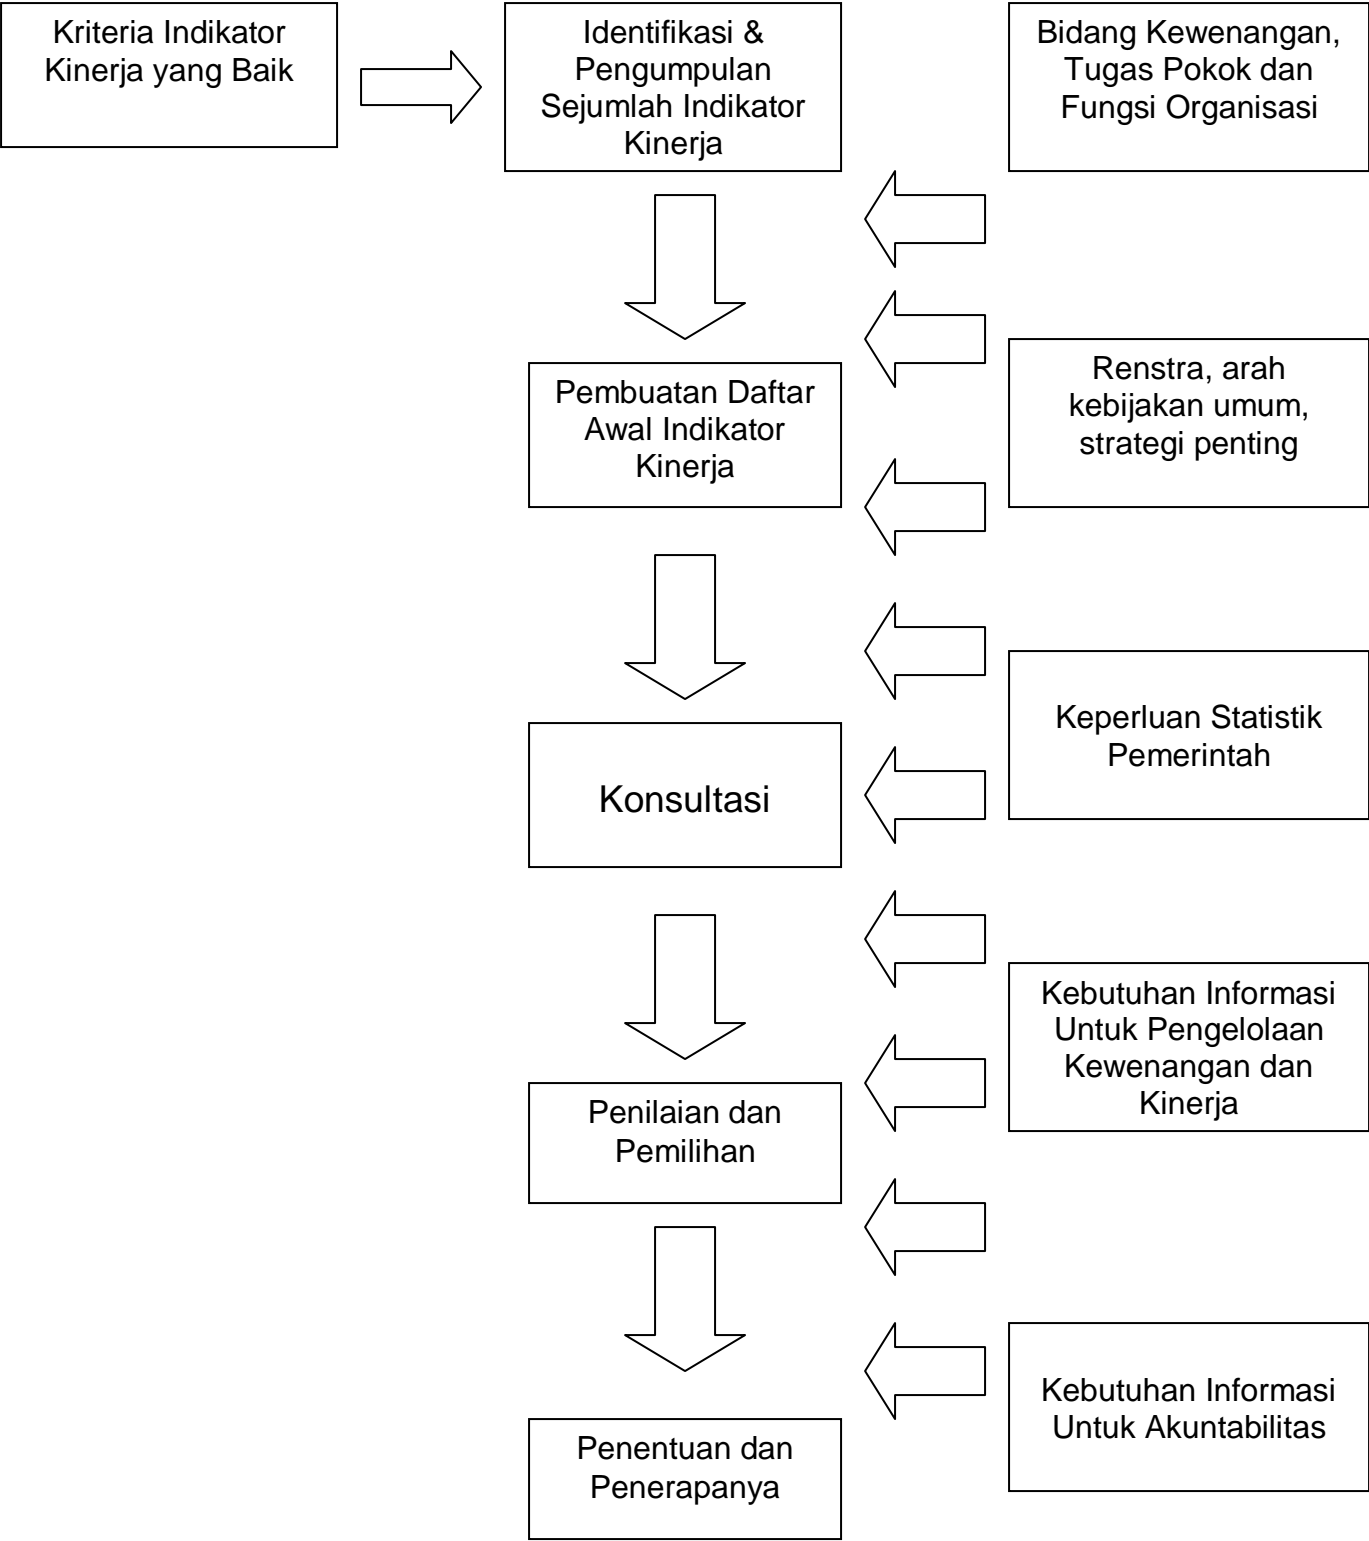 Kriteria Indikator
Kinerja yang Baik
Identifikasi &
Pengumpulan
Sejumlah Indikator
Kinerja
Bidang Kewenangan,
Tugas Pokok dan
Fungsi Organisasi
Pembuatan Daftar
Awal Indikator
Kinerja
Renstra, arah
kebijakan umum,
strategi penting
Konsultasi
Keperluan Statistik
Pemerintah
Penilaian dan
Pemilihan
Kebutuhan Informasi
Untuk Pengelolaan
Kewenangan dan
Kinerja
Penentuan dan
Penerapanya
Kebutuhan Informasi
Untuk Akuntabilitas